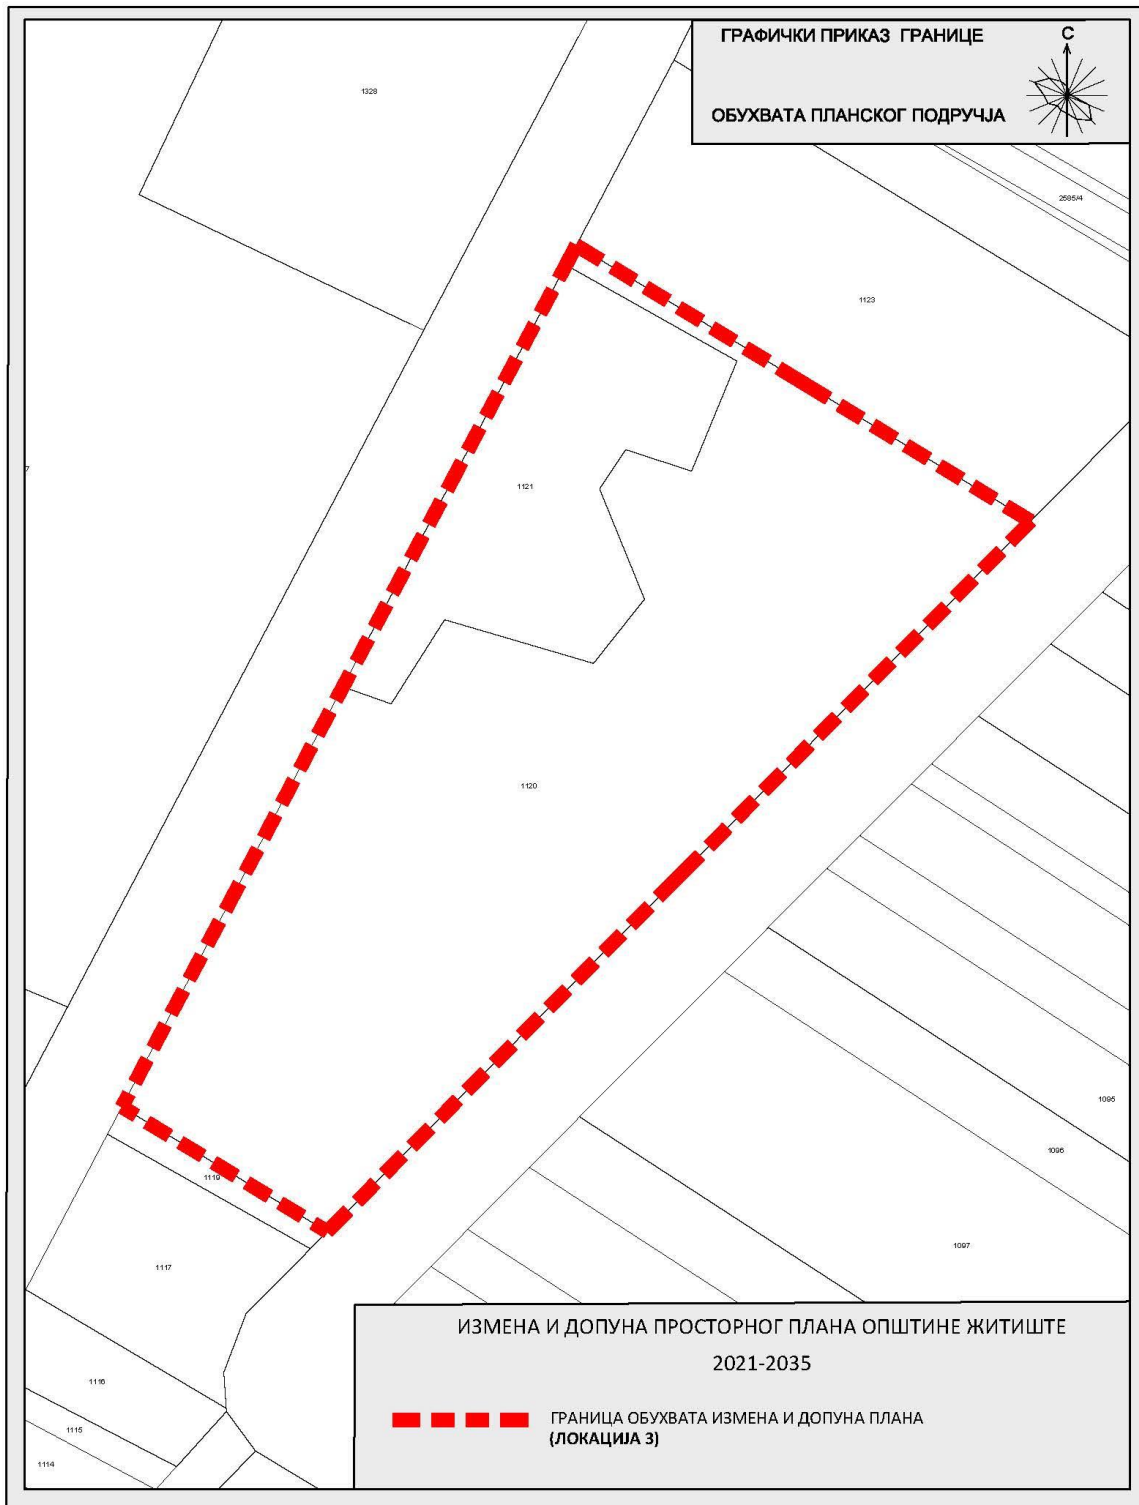 ГРАФИЧКИ ПРИКАЗ ГРАНИЦЕ
С
ОБУХВАТА ПЛАНСКОГ ПОДРУЧЈА
1328
2585/4
1123
7
1121
1120
1095
1096
1119
1097
1117
1116
1115
1114
ИЗМЕНА И ДОПУНА ПРОСТОРНОГ ПЛАНА ОПШТИНЕ ЖИТИШТЕ
2021-2035
ГРАНИЦА ОБУХВАТА ИЗМЕНА И ДОПУНА ПЛАНА
(ЛОКАЦИЈА 3)